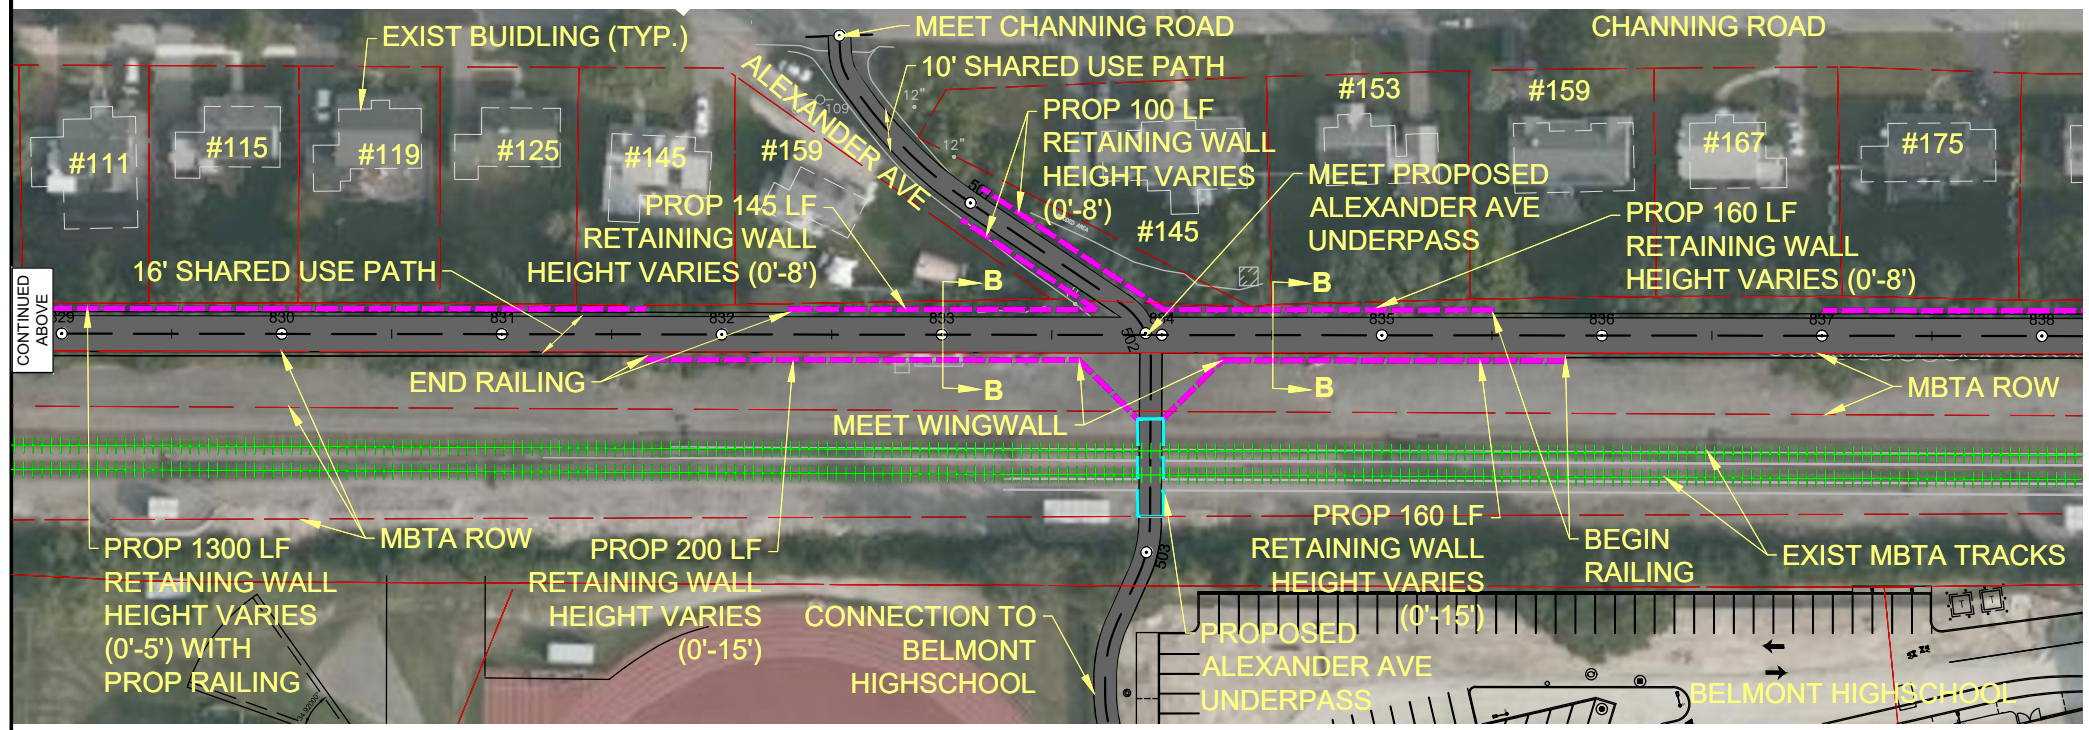 EXIST BUIDLING (TYP.)
MEET CHANNING ROAD
CHANNING ROAD
10' SHARED USE PATH
ALEXANDER AVE
109
12"
12"
PROP 100 LF
RETAINING WALL
HEIGHT VARIES
(0'-8')
#111
#115
#119
#125
#145
#159
#145
#153
#159
#167
#175
MEET PROPOSED
ALEXANDER AVE
UNDERPASS
PROP 145 LF
RETAINING WALL
HEIGHT VARIES (0'-8')
PROP 160 LF
RETAINING WALL
HEIGHT VARIES (0'-8')
16' SHARED USE PATH
B
B
CONTINUED
ABOVE
829
830
831
832
833
834
836
837
838
501
502
503
END RAILING
B
B
MBTA ROW
MEET WINGWALL
MBTA ROW
PROP 1300 LF
RETAINING WALL
HEIGHT VARIES
(0'-5') WITH
PROP RAILING
PROP 200 LF
RETAINING WALL
HEIGHT VARIES
(0'-15')
CONNECTION TO
BELMONT
HIGHSCHOOL
PROP 160 LF
RETAINING WALL
HEIGHT VARIES
(0'-15')
BEGIN
RAILING
EXIST MBTA TRACKS
PROPOSED
ALEXANDER AVE
UNDERPASS
BELMONT HIGHSCHOOL
T
T